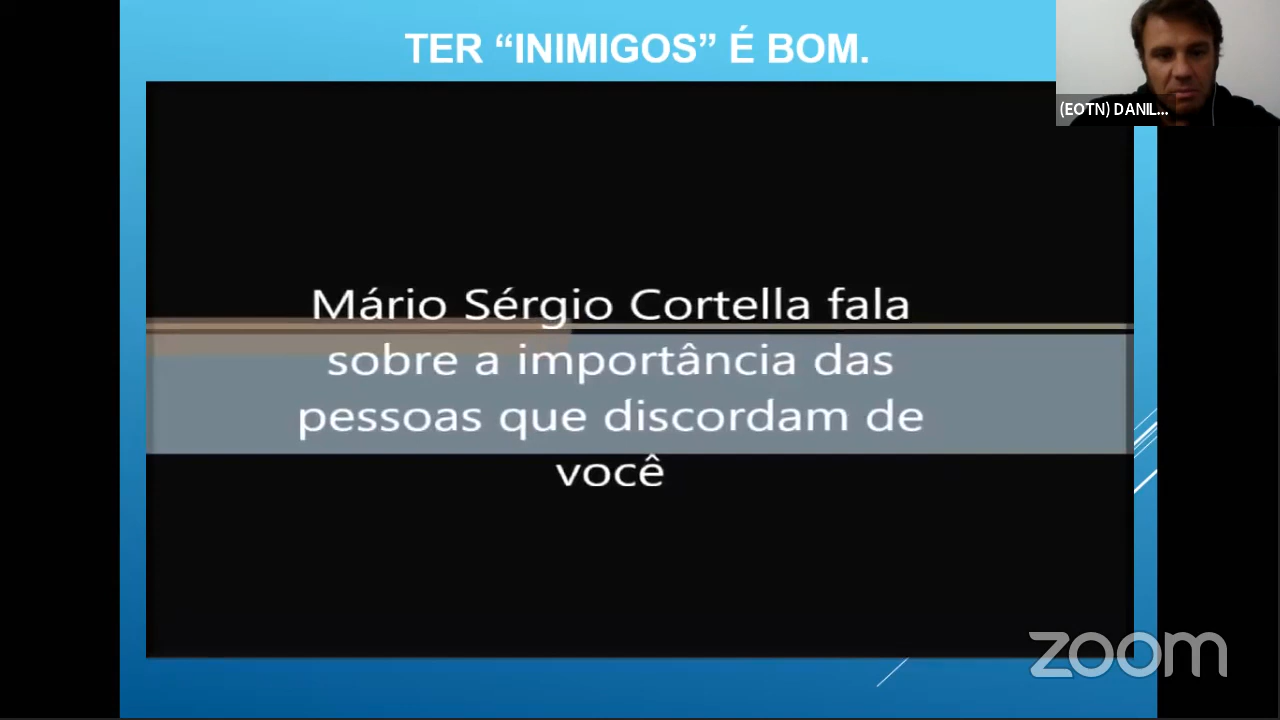 TER “INIMIGOS” É BOM.
(EOTN) DANIL...
Mário Sérgio Cortella fala
sobre a importância das
pessoas que discordam de
você
zoom